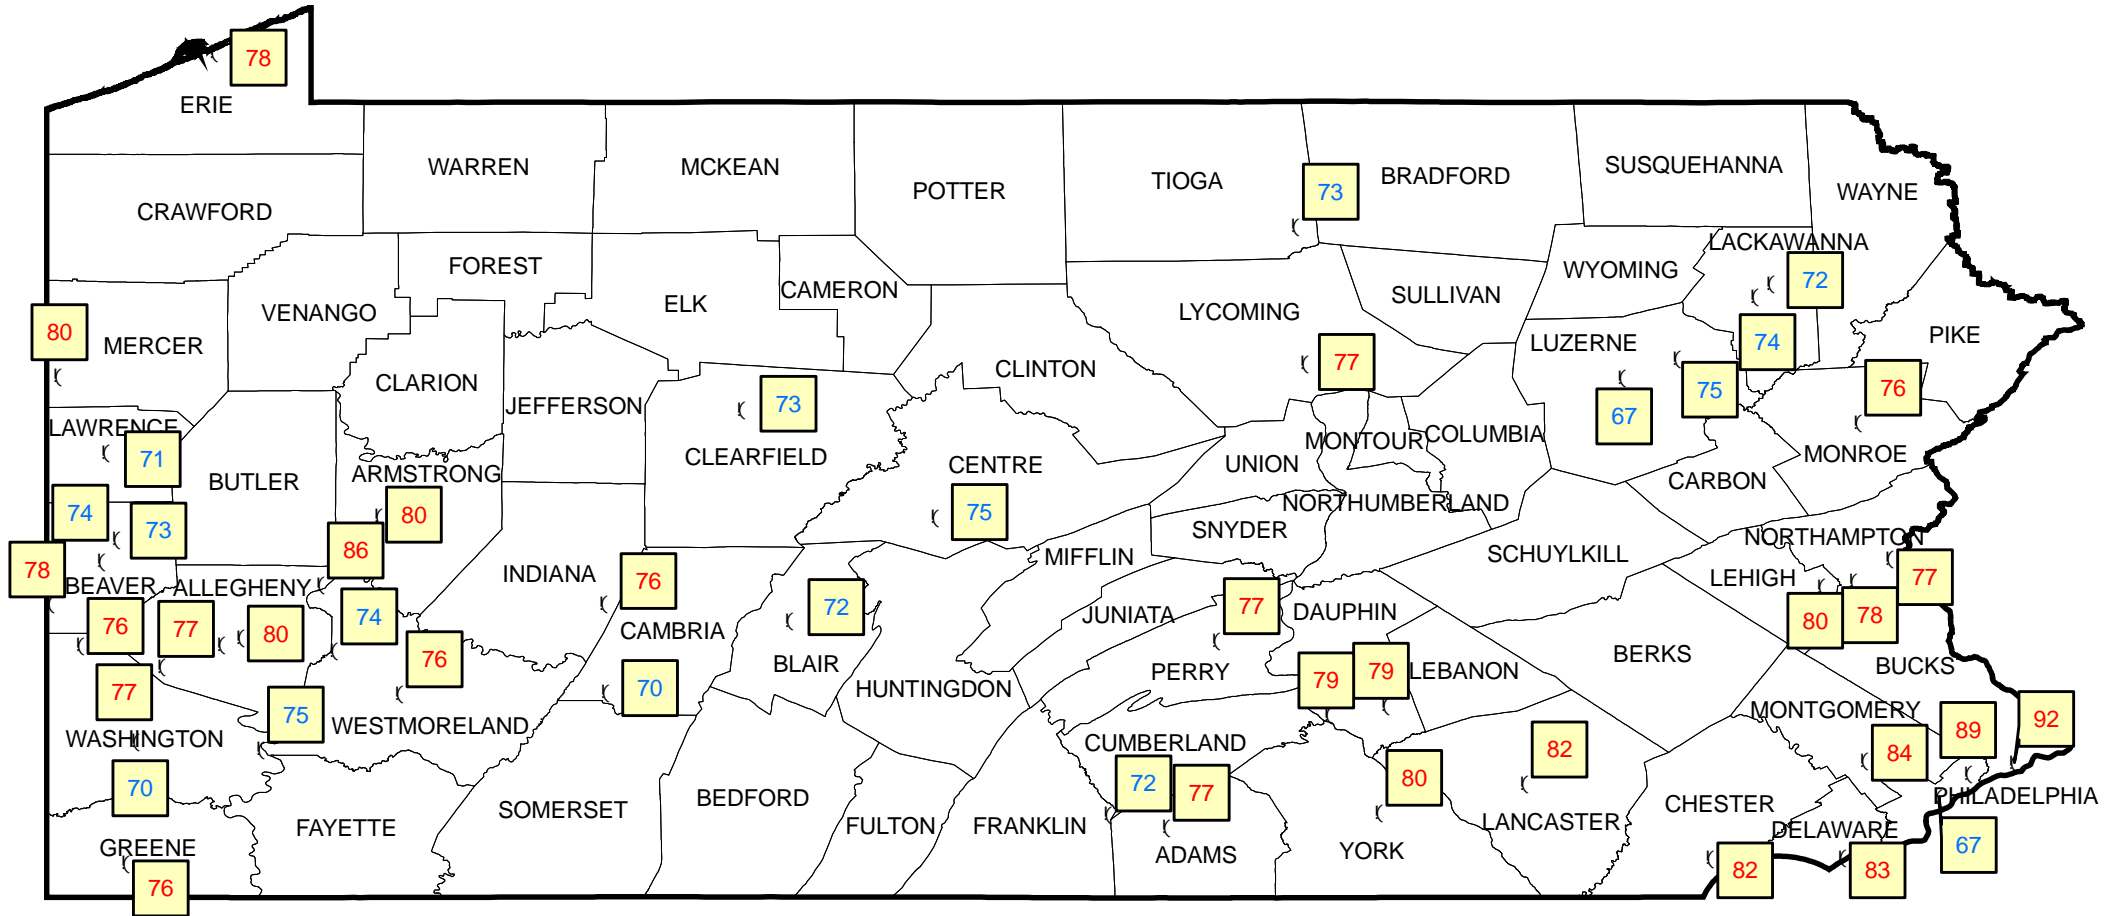 78
ERIE
WARREN
MCKEAN
POTTER
TIOGA
73
BRADFORD
SUSQUEHANNA
WAYNE
CRAWFORD
FOREST
LACKAWANNA
WYOMING
72
VENANGO
ELK
CAMERON
LYCOMING
SULLIVAN
80
MERCER
PIKE
LUZERNE
74
CLARION
CLINTON
77
75
76
JEFFERSON
73
67
LAWRENCE
71
CLEARFIELD
CENTRE
UNION
MONTOUR
COLUMBIA
MONROE
BUTLER
ARMSTRONG
CARBON
74
73
80
75
NORTHUMBERLAND
SNYDER
86
NORTHAMPTON
78
BEAVER
ALLEGHENY
INDIANA
76
MIFFLIN
SCHUYLKILL
LEHIGH
77
76
77
80
74
72
JUNIATA
77
DAUPHIN
80
78
CAMBRIA
76
BLAIR
PERRY
79
79
LEBANON
BERKS
BUCKS
77
75
70
HUNTINGDON
WASHINGTON
WESTMORELAND
CUMBERLAND
82
MONTGOMERY
84
89
92
70
72
77
80
SOMERSET
BEDFORD
CHESTER
PHILADELPHIA
GREENE
FAYETTE
FULTON
FRANKLIN
ADAMS
YORK
LANCASTER
DELAWARE
67
76
82
83